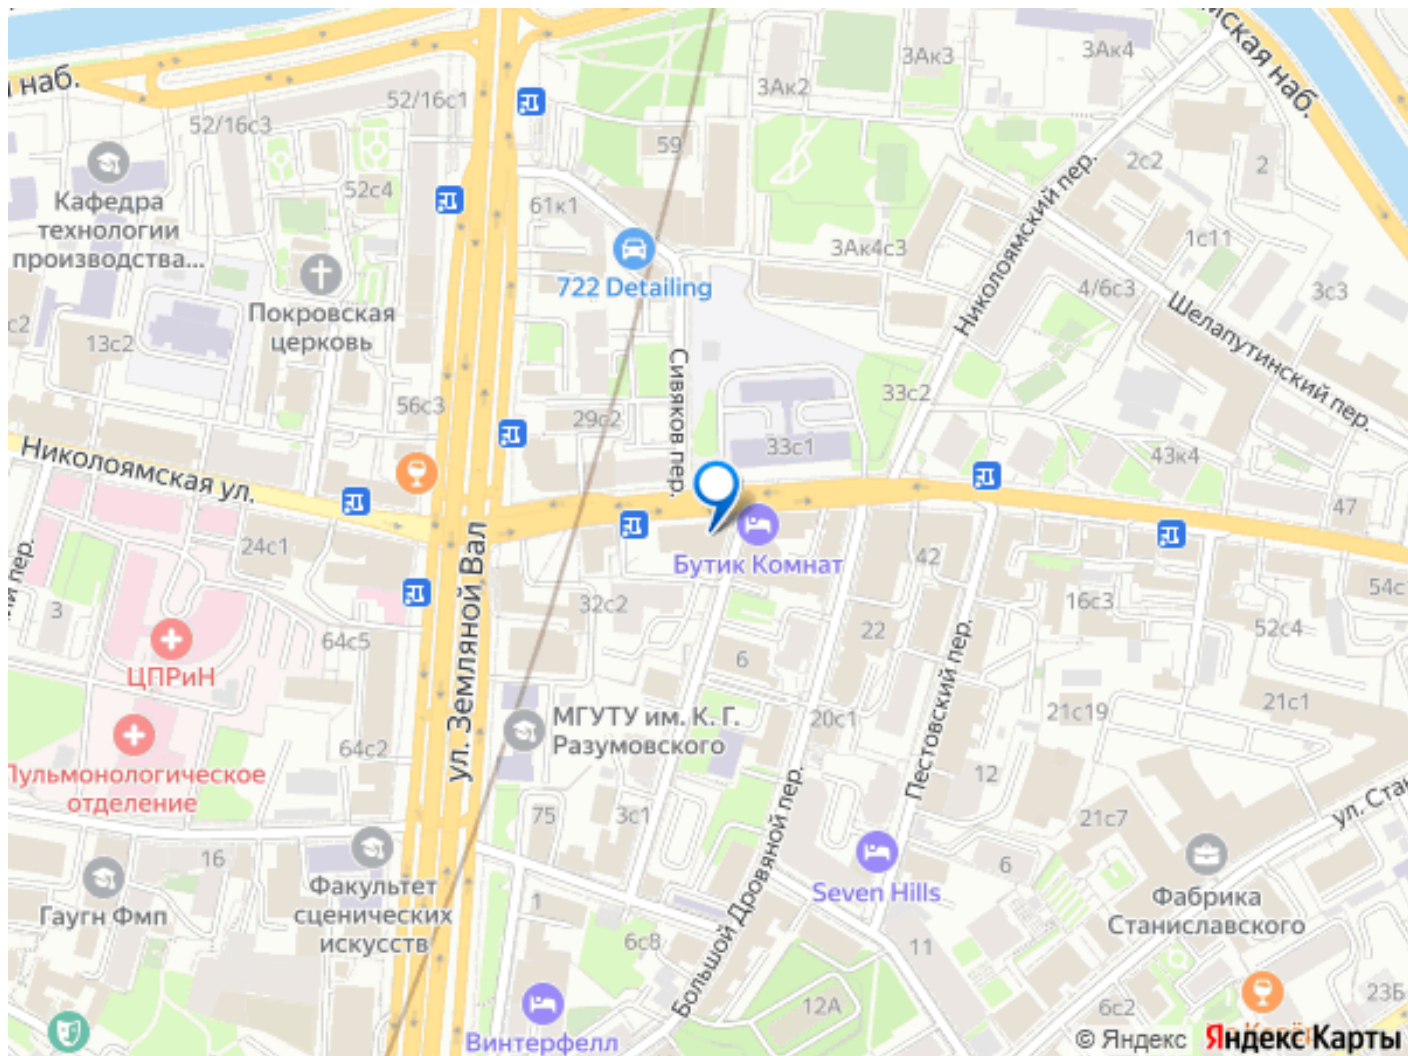 й наб.
52/16с1
52/16с3
Кафедра
технологии
производства...
52с4
Покровская
церковь
с2
13с2
56с3
59
61к1
722 Detailing
3Ак2
3Ак3
3Ак4
ская наб.
2с2
2
Николоямский пер.
3Ак4с3
1с11
4/6с3
3с3
Шелапутинский пер.
Сивяков пер.
29с2
33с2
33с1
43к4
47
Николоямская ул.
24с1
Бутик Комнат
42
16с3
54с
52с4
ул. Земляной Вал
пер.
3
64с5
ЦПРиН
32с2
22
6
МГУТУ им. К. Г.
Разумовского
20с1
Пестовский пер.
21с19
21с1
64с2
Пульмонологическое
отделение
12
75
3с1
21с7
ул. Ста
16
Гаугн Фмп
Факультет
сценических
искусств
1
6с8
Большой Дровяной пер.
Seven Hills
6
Фабрика
Станиславского
11
12А
6с2
23Б
Винтерфелл
© Яндекс Яндекс Карты